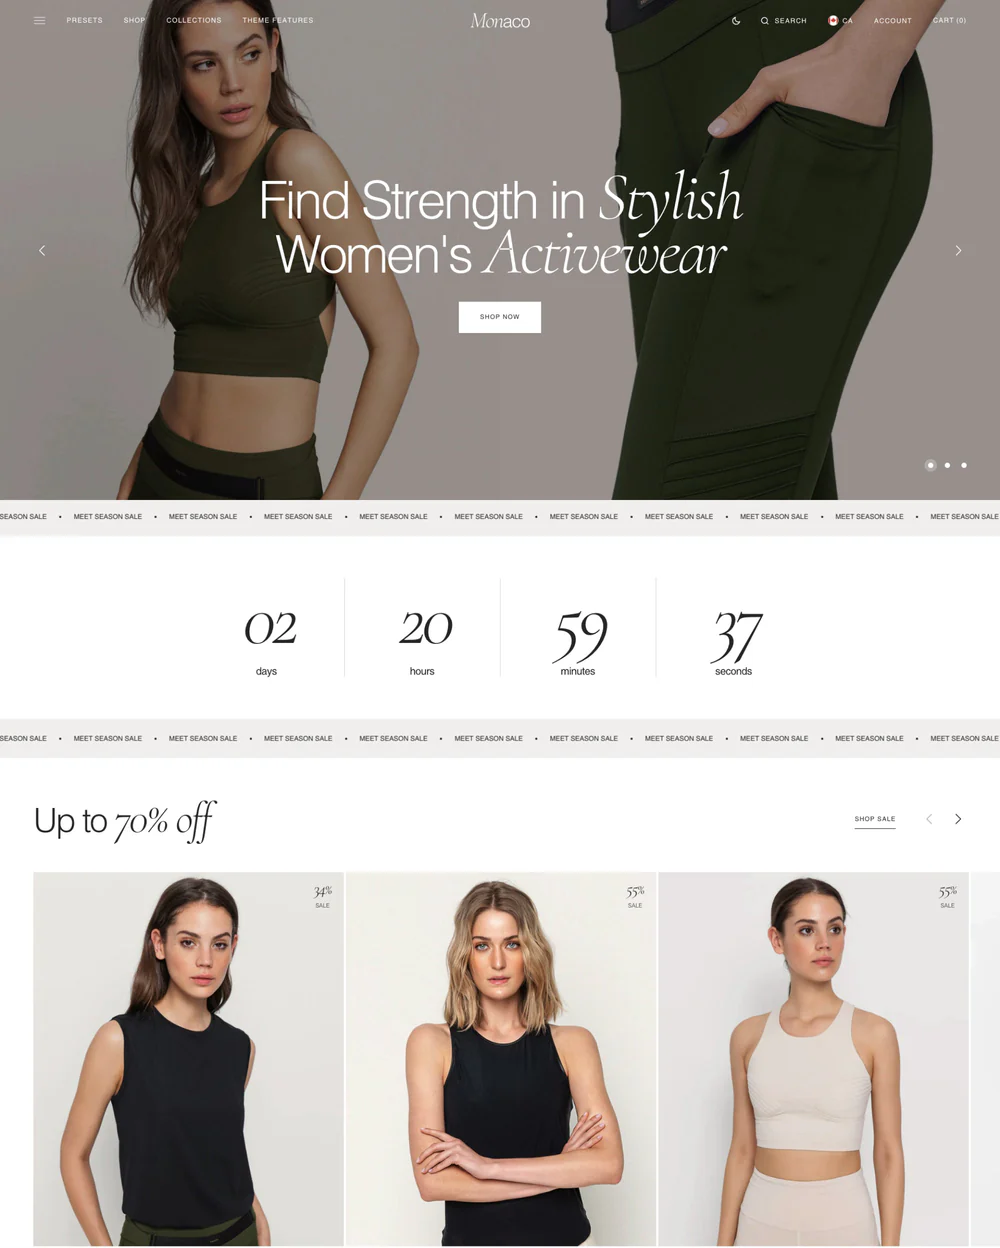 PRESETS SHOP COLLECTIONS THEME FEATURES Monaco SEARCH CA ACCOUNT CART (0)
Find Strength in Stylish
Women's Activewear
SHOP NOW
SEASON SALE • MEET SEASON SALE • MEET SEASON SALE • MEET SEASON SALE • MEET SEASON SALE • MEET SEASON SALE • MEET SEASON SALE • MEET SEASON SALE • MEET SEASON SALE • MEET SEASON SALE • MEET SEASON SALE
02 20 59 37
days hours minutes seconds
SEASON SALE • MEET SEASON SALE • MEET SEASON SALE • MEET SEASON SALE • MEET SEASON SALE • MEET SEASON SALE • MEET SEASON SALE • MEET SEASON SALE • MEET SEASON SALE • MEET SEASON SALE • MEET SEASON SALE
Up to 70% off
SHOP SALE
34%
SALE
55%
SALE
55%
SALE